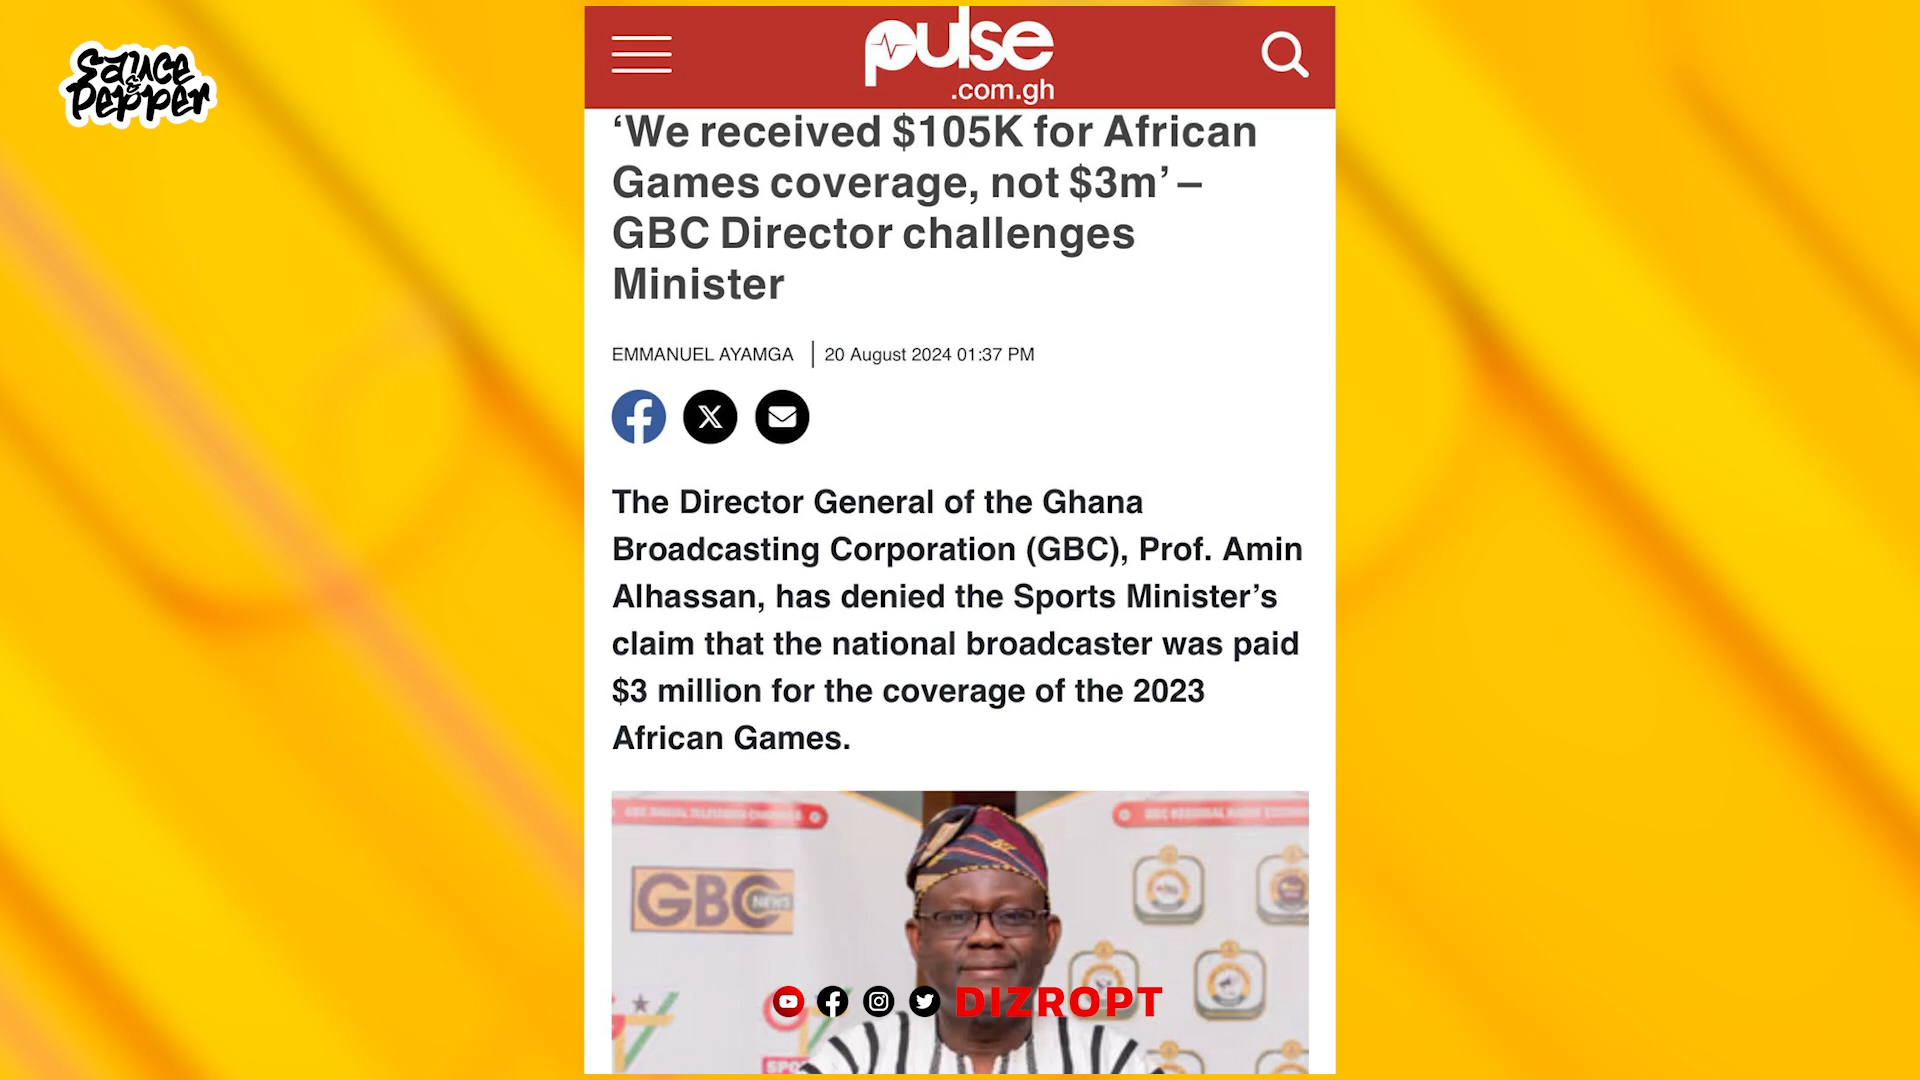 Sauce
&
Pepper
pulse
.com.gh
‘We received $105K for African
Games coverage, not $3m’ –
GBC Director challenges
Minister
EMMANUEL AYAMGA | 20 August 2024 01:37 PM
The Director General of the Ghana
Broadcasting Corporation (GBC), Prof. Amin
Alhassan, has denied the Sports Minister’s
claim that the national broadcaster was paid
$3 million for the coverage of the 2023
African Games.
GBC
NEWS
DIZROPT